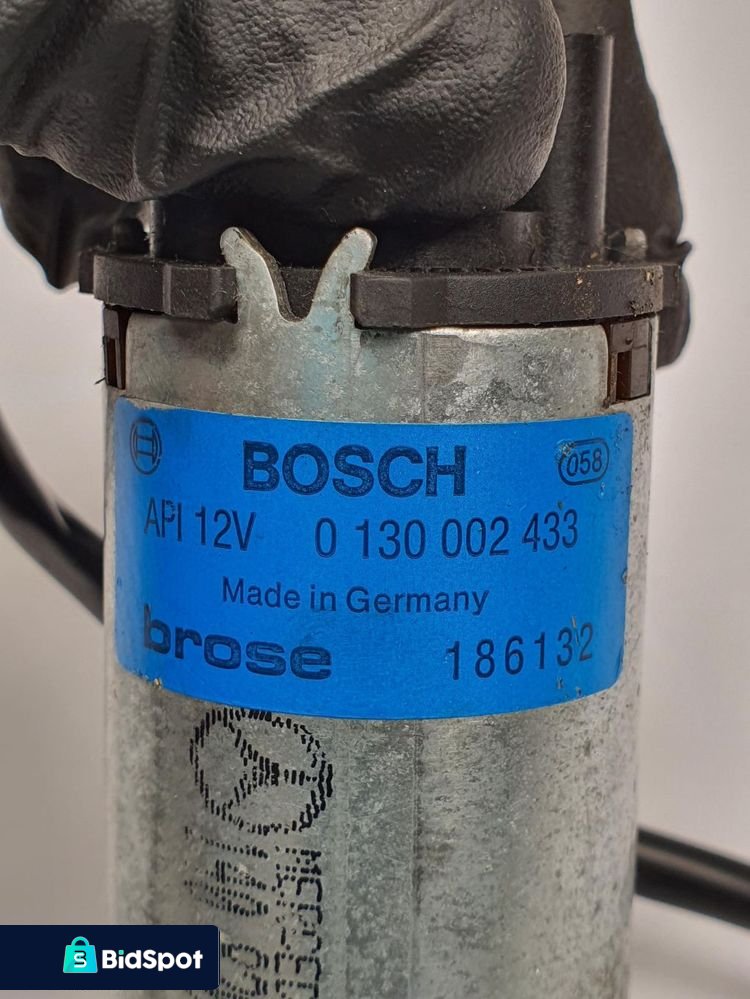 BOSCH 058
API 12V 0 130 002 433
Made in Germany
brose 186132
BidSpot